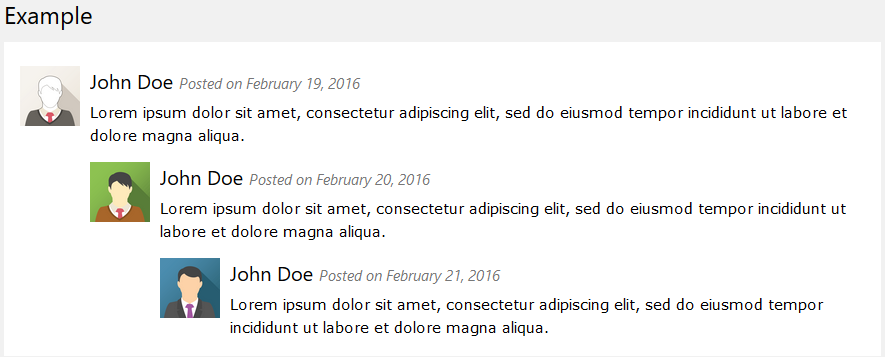 Example
John Doe Posted on February 19, 2016
Lorem ipsum dolor sit amet, consectetur adipiscing elit, sed do eiusmod tempor incididunt ut labore et
dolore magna aliqua.
John Doe Posted on February 20, 2016
Lorem ipsum dolor sit amet, consectetur adipiscing elit, sed do eiusmod tempor incididunt ut
labore et dolore magna aliqua.
John Doe Posted on February 21, 2016
Lorem ipsum dolor sit amet, consectetur adipiscing elit, sed do eiusmod tempor
incididunt ut labore et dolore magna aliqua.